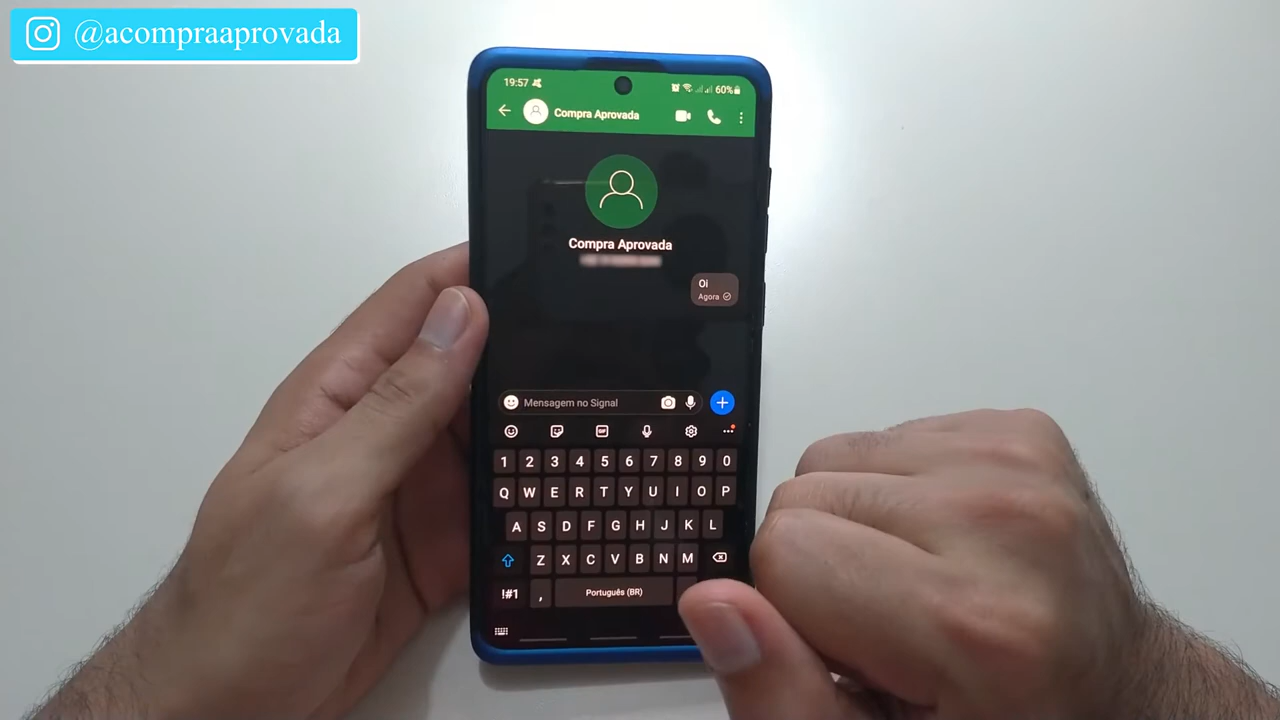 @acompraaprovada
19:57
60%
Compra Aprovada
Compra Aprovada
Oi
Agora
Mensagem no Signal
GIF
1 2 3 4 5 6 7 8 9 0
Q W E R T Y U I O P
A S D F G H J K L
Z X C V B N M
!#1 , Português (BR)